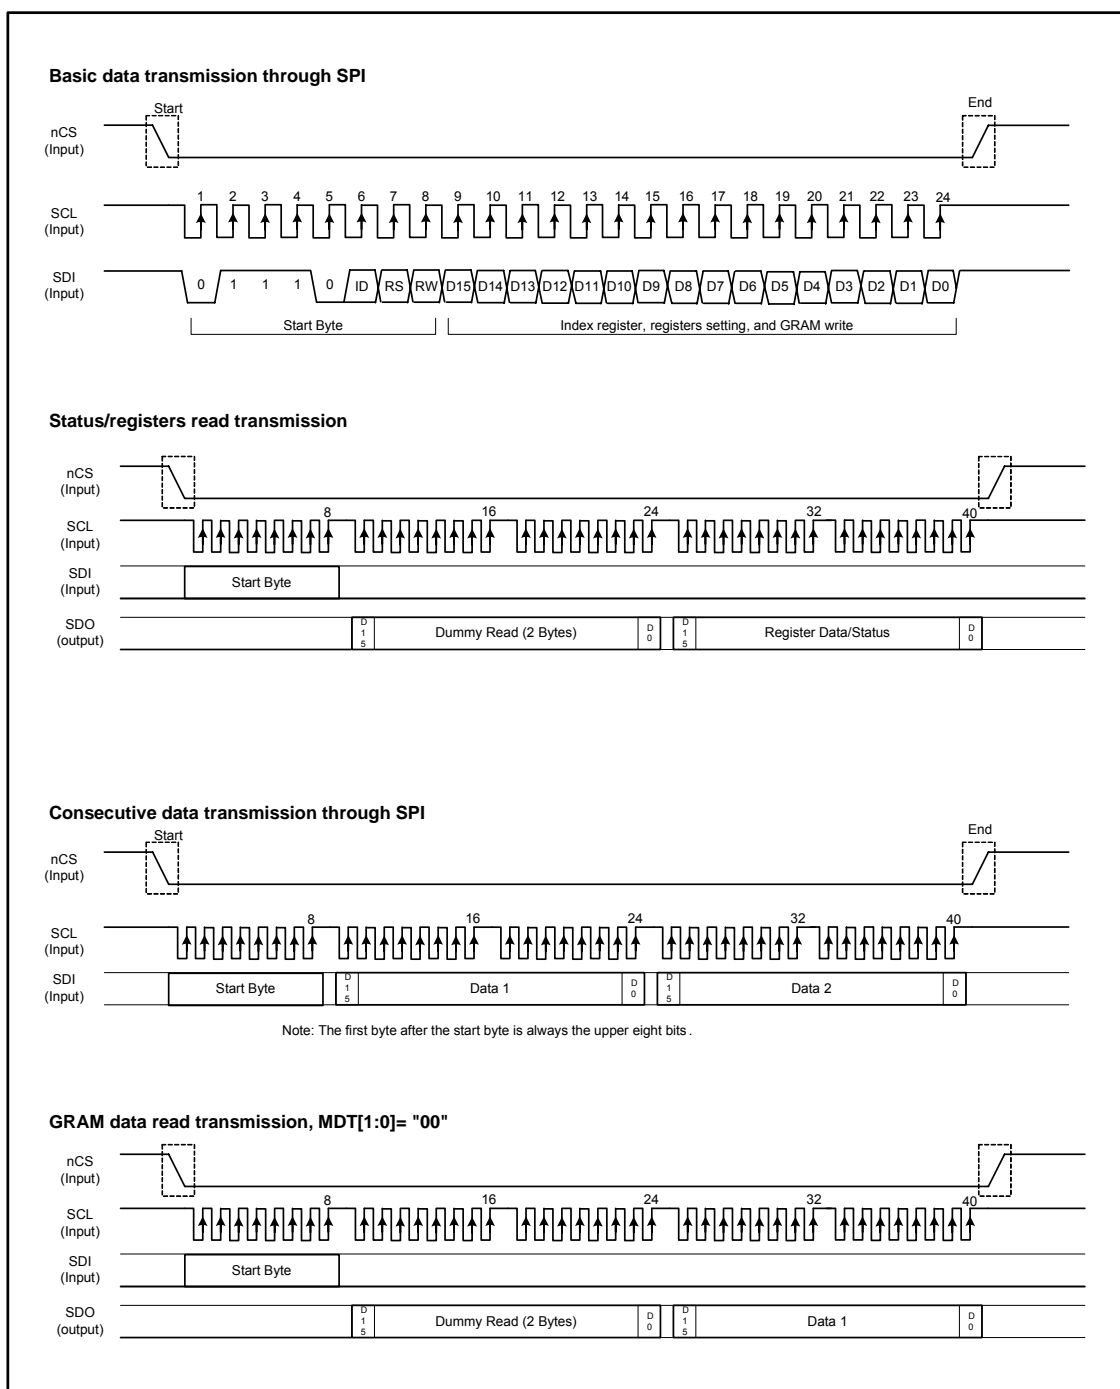 Basic data transmission through SPI
Start
End
nCS
(Input)
1 2 3 4 5 6 7 8 9 10 11 12 13 14 15 16 17 18 19 20 21 22 23 24
SCL
(Input)
SDI
(Input)
0 1 1 1 0 ID RS RW D15 D14 D13 D12 D11 D10 D9 D8 D7 D6 D5 D4 D3 D2 D1 D0
Start Byte
Index register, registers setting, and GRAM write
Status/registers read transmission
nCS
(Input)
8 16 24 32 40
SCL
(Input)
SDI
(Input)
Start Byte
SDO
(output)
D15 Dummy Read (2 Bytes) D0 D15 Register Data/Status D0
Consecutive data transmission through SPI
Start
End
nCS
(Input)
8 16 24 32 40
SCL
(Input)
SDI
(Input)
Start Byte D15 Data 1 D0 D15 Data 2 D0
Note: The first byte after the start byte is always the upper eight bits .
GRAM data read transmission, MDT[1:0]= "00"
nCS
(Input)
8 16 24 32 40
SCL
(Input)
SDI
(Input)
Start Byte
SDO
(output)
D15 Dummy Read (2 Bytes) D0 D15 Data 1 D0